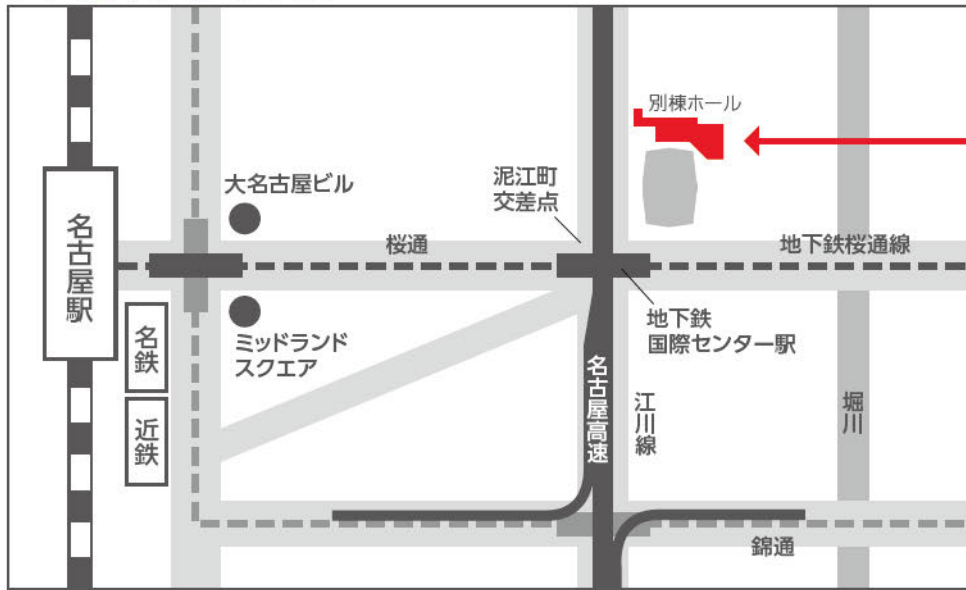 別棟ホール
大名古屋ビル
泥江町
交差点
名古屋駅
桜通
地下鉄桜通線
名鉄
ミッドランド
スクエア
地下鉄
国際センター駅
近鉄
名古屋高速
江川線
堀川
錦通